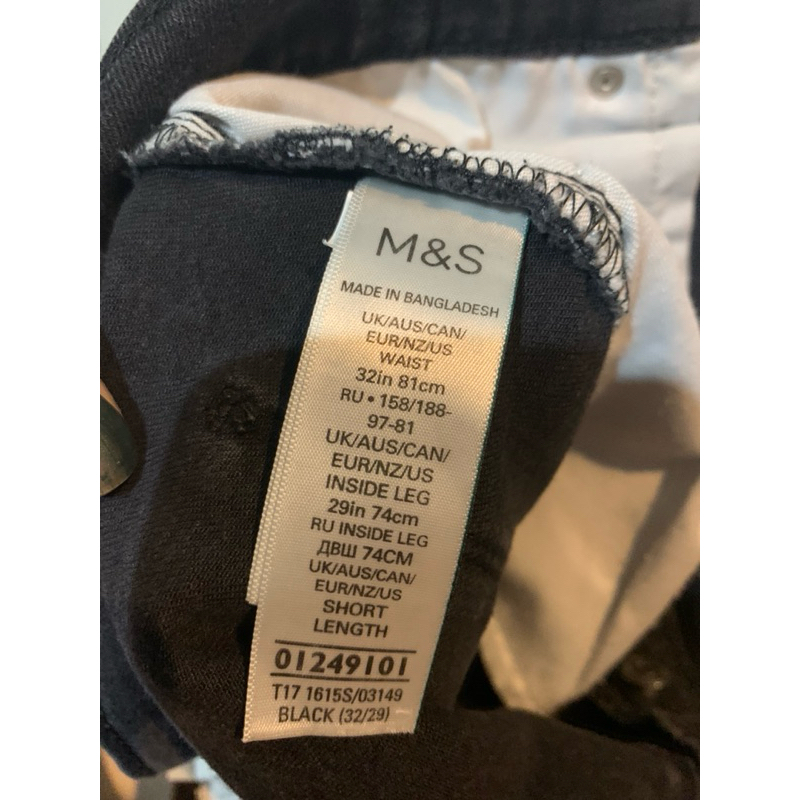 M&S
MADE IN BANGLADESH
UK/AUS/CAN/
EUR/NZ/US
WAIST
32in 81cm
RU • 158/188-
97-81
UK/AUS/CAN/
EUR/NZ/US
INSIDE LEG
29in 74cm
RU INSIDE LEG
ДВШ 74СМ
UK/AUS/CAN/
EUR/NZ/US
SHORT
LENGTH
01249101
T17 1615S/03149
BLACK (32/29)